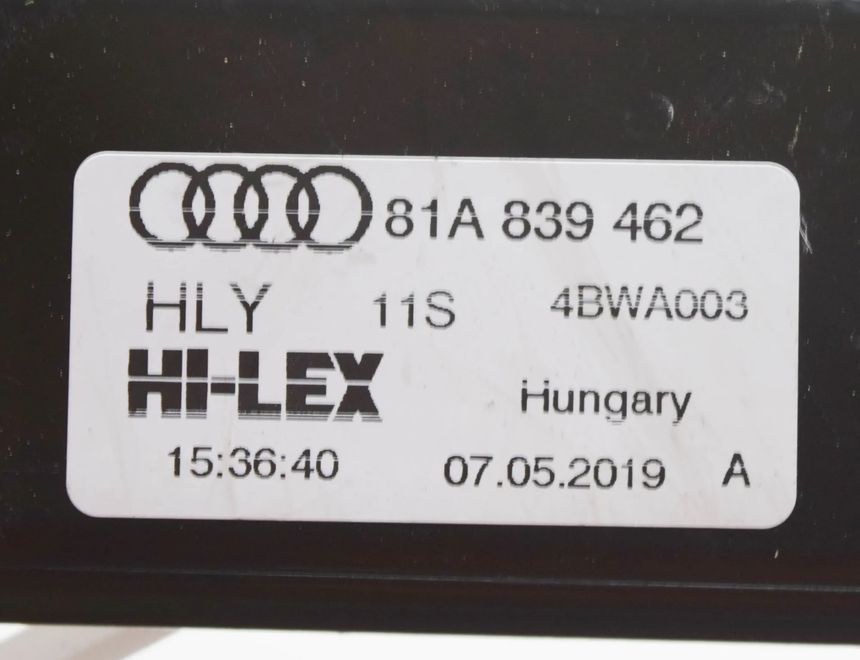 81A 839 462
HLY 11S 4BWA003
HI-LEX Hungary
15:36:40 07.05.2019 A